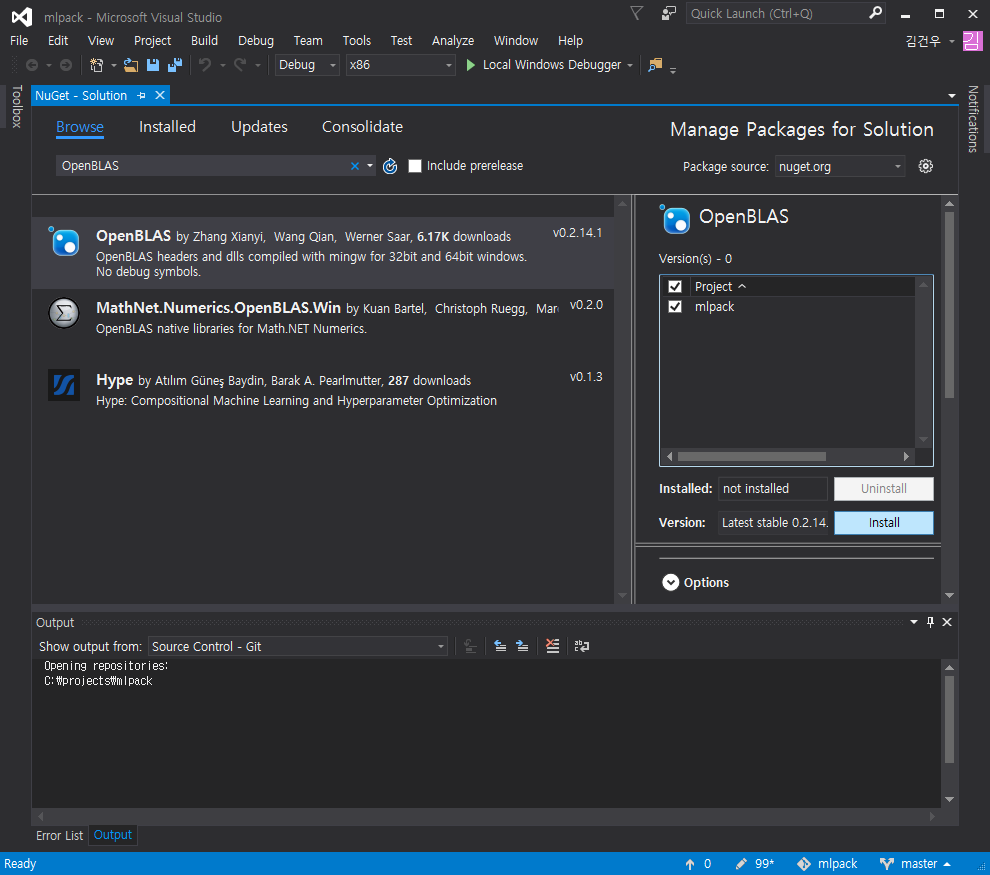 mlpack - Microsoft Visual Studio
Quick Launch (Ctrl+Q)
File Edit View Project Build Debug Team Tools Test Analyze Window Help
김건우 김
Debug x86 Local Windows Debugger
Toolbox
NuGet - Solution
Notifications
Browse Installed Updates Consolidate
Manage Packages for Solution
OpenBLAS Include prerelease
Package source: nuget.org
OpenBLAS by Zhang Xianyi, Wang Qian, Werner Saar, 6.17K downloads v0.2.14.1
OpenBLAS headers and dlls compiled with mingw for 32bit and 64bit windows.
No debug symbols.
MathNet.Numerics.OpenBLAS.Win by Kuan Bartel, Christoph Ruegg, Mar v0.2.0
OpenBLAS native libraries for Math.NET Numerics.
Hype by Atılım Güneş Baydin, Barak A. Pearlmutter, 287 downloads v0.1.3
Hype: Compositional Machine Learning and Hyperparameter Optimization
OpenBLAS
Version(s) - 0
Project
mlpack
Installed: not installed Uninstall
Version: Latest stable 0.2.14. Install
Options
Output
Show output from: Source Control - Git
Opening repositories:
C:₩projects₩mlpack
Error List Output
Ready 0 99* mlpack master